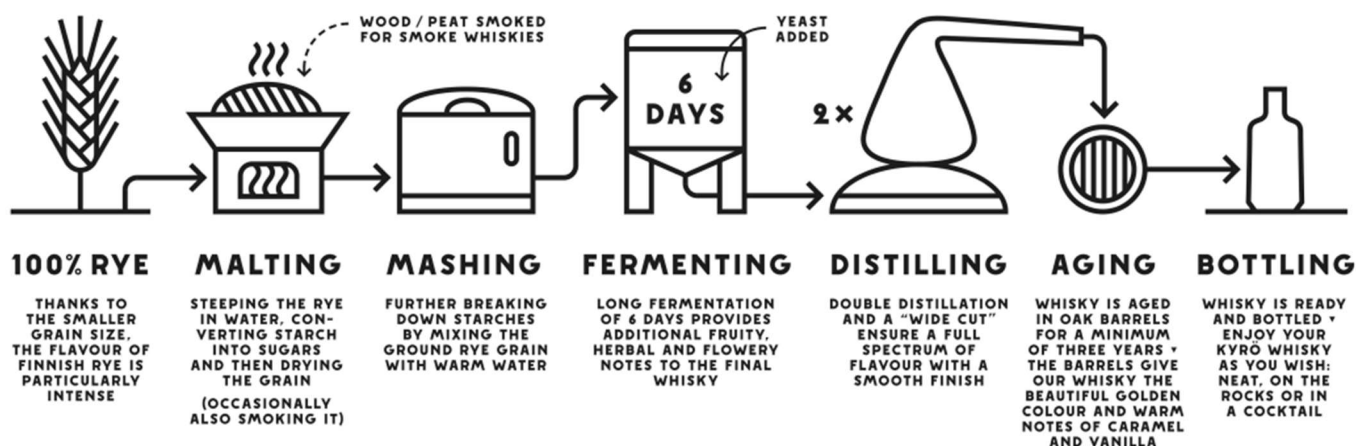 WOOD / PEAT SMOKED
FOR SMOKE WHISKIES
YEAST
ADDED
6
DAYS
2×
100% RYE
THANKS TO
THE SMALLER
GRAIN SIZE,
THE FLAVOUR OF
FINNISH RYE IS
PARTICULARLY
INTENSE
MALTING
STEEPING THE RYE
IN WATER, CON-
VERTING STARCH
INTO SUGARS
AND THEN DRYING
THE GRAIN
(OCCASIONALLY
ALSO SMOKING IT)
MASHING
FURTHER BREAKING
DOWN STARCHES
BY MIXING THE
GROUND RYE GRAIN
WITH WARM WATER
FERMENTING
LONG FERMENTATION
OF 6 DAYS PROVIDES
ADDITIONAL FRUITY,
HERBAL AND FLOWERY
NOTES TO THE FINAL
WHISKY
DISTILLING
DOUBLE DISTILLATION
AND A “WIDE CUT”
ENSURE A FULL
SPECTRUM OF
FLAVOUR WITH A
SMOOTH FINISH
AGING
WHISKY IS AGED
IN OAK BARRELS
FOR A MINIMUM
OF THREE YEARS ▾
THE BARRELS GIVE
OUR WHISKY THE
BEAUTIFUL GOLDEN
COLOUR AND WARM
NOTES OF CARAMEL
AND VANILLA
BOTTLING
WHISKY IS READY
AND BOTTLED ▾
ENJOY YOUR
KYRÖ WHISKY
AS YOU WISH:
NEAT, ON THE
ROCKS OR IN
A COCKTAIL